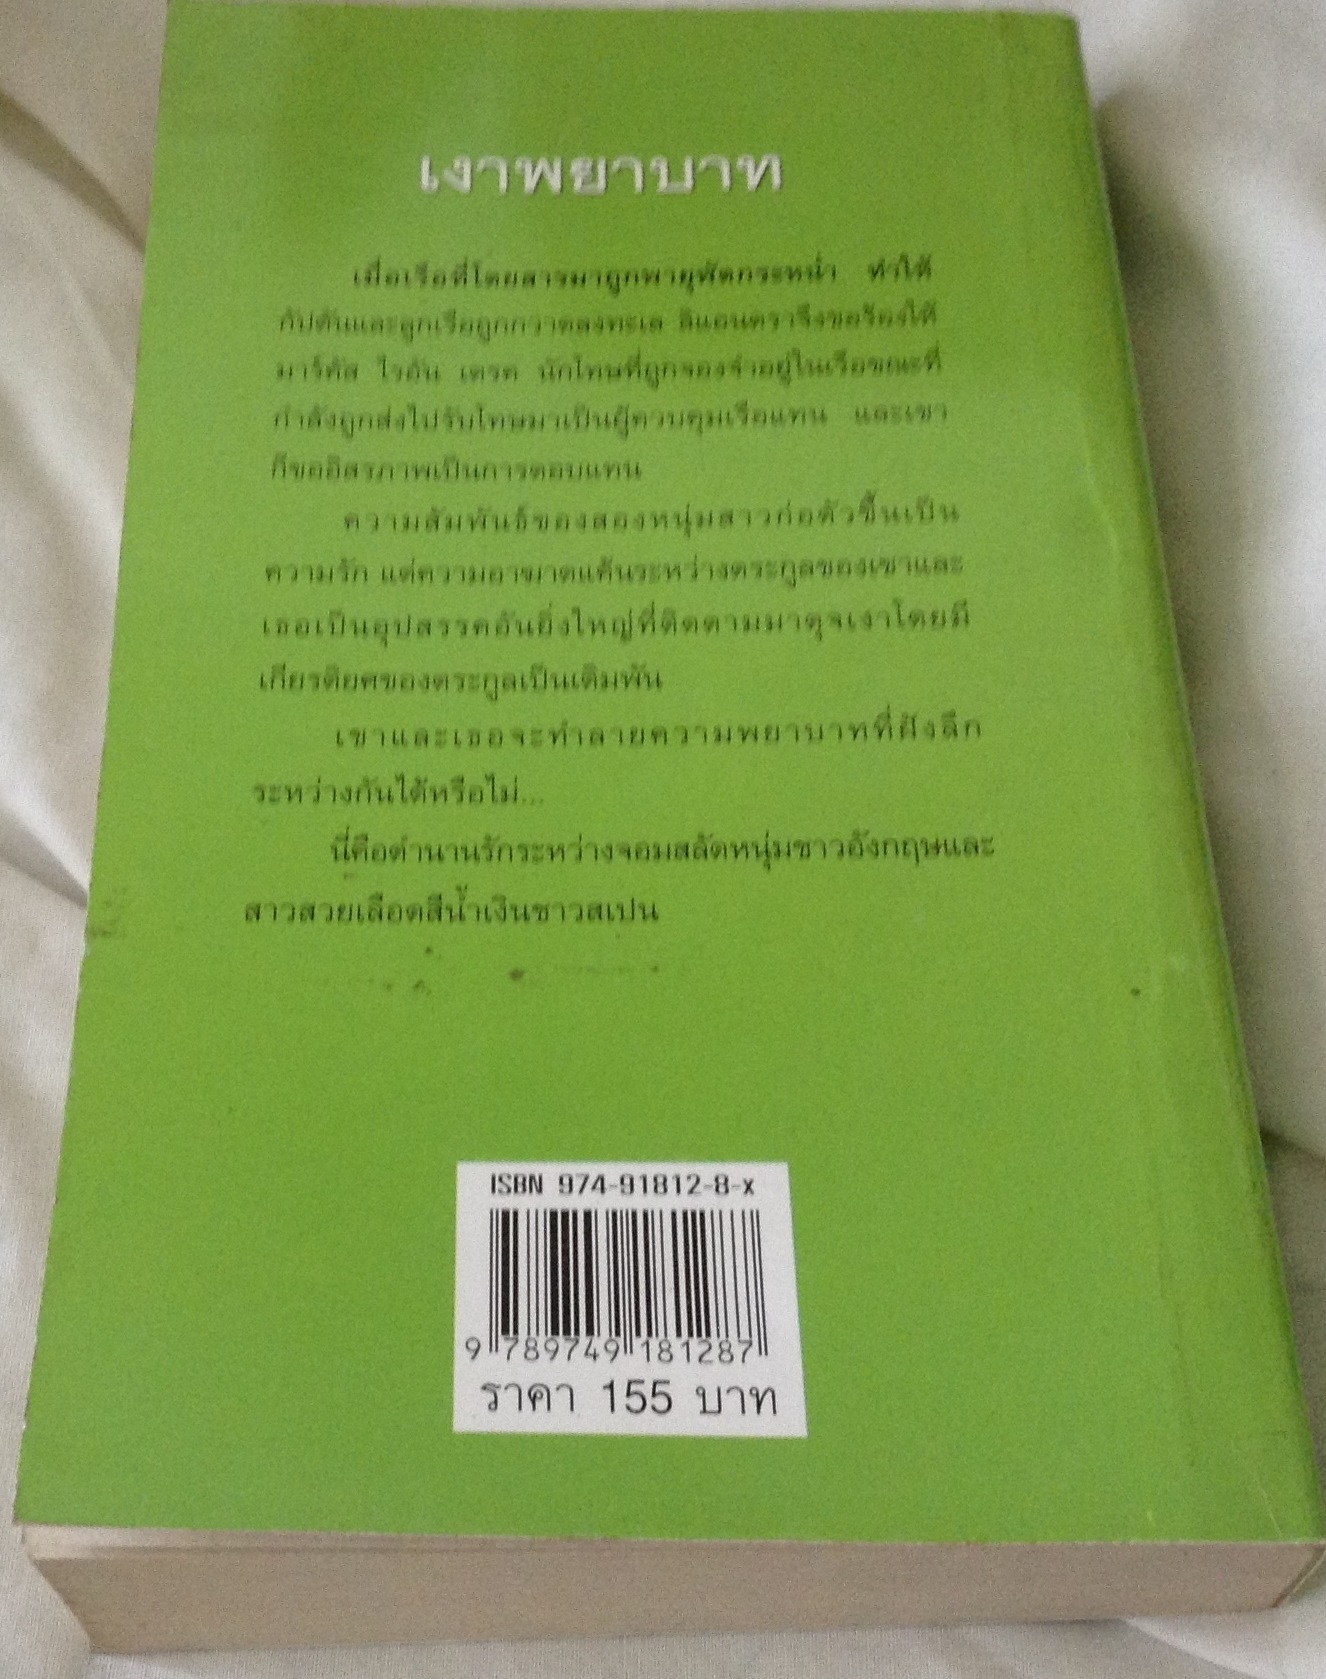 เงาพยาบาท
เมื่อเรือที่โดยสารมาถูกพายุพัดกระหน่ำ ทำให้
กัปตันและลูกเรือถูกกวาดลงทะเล ลิแอนดราจึงขอร้องให้
มาร์คัส ไรอัน เดรค นักโทษที่ถูกจองจำอยู่ในเรือขณะที่
กำลังถูกส่งไปรับโทษมาเป็นผู้ควบคุมเรือแทน และเขา
ก็ขออิสรภาพเป็นการตอบแทน
ความสัมพันธ์ของสองหนุ่มสาวก่อตัวขึ้นเป็น
ความรัก แต่ความอาฆาตแค้นระหว่างตระกูลของเขาและ
เธอเป็นอุปสรรคอันยิ่งใหญ่ที่ติดตามมาดุจเงาโดยมี
เกียรติยศของตระกูลเป็นเดิมพัน
เขาและเธอจะทำลายความพยาบาทที่ฝังลึก
ระหว่างกันได้หรือไม่...
นี่คือตำนานรักระหว่างจอมสลัดหนุ่มชาวอังกฤษและ
สาวสวยเลือดสีน้ำเงินชาวสเปน
ISBN 974-91812-8-x
9 789749 181287
ราคา 155 บาท